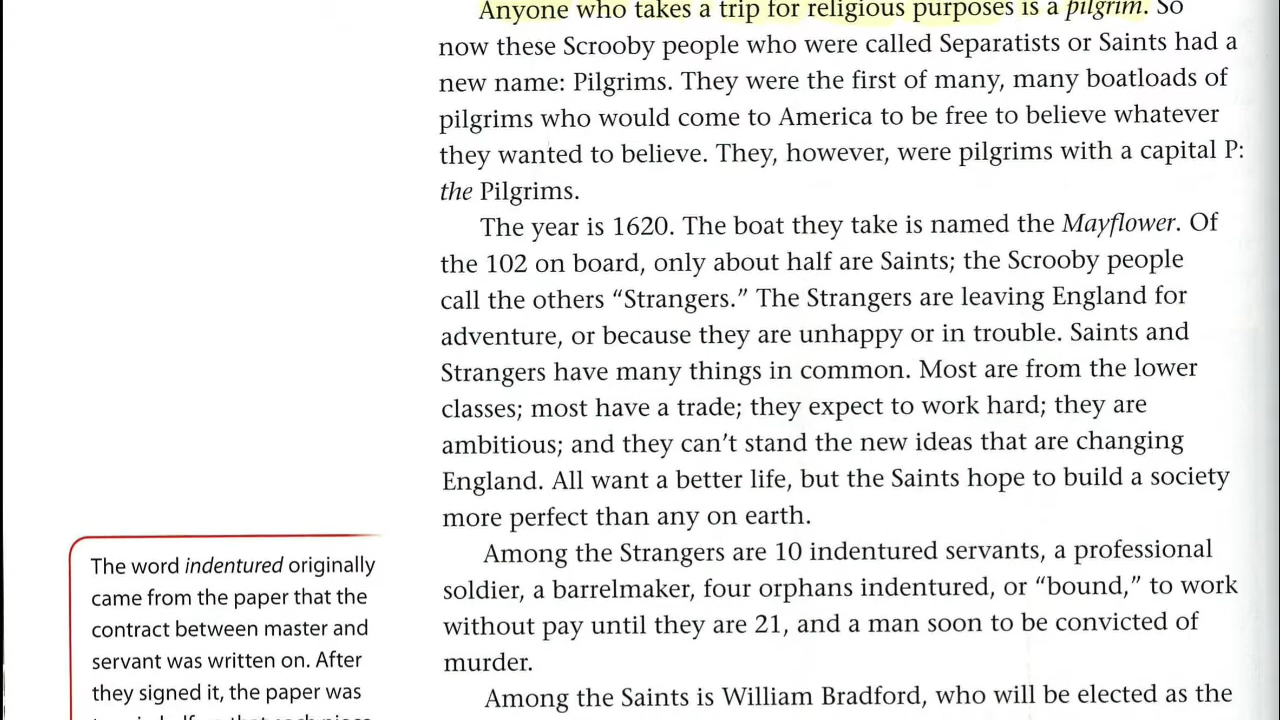 Anyone who takes a trip for religious purposes is a pilgrim. So
now these Scrooby people who were called Separatists or Saints had a
new name: Pilgrims. They were the first of many, many boatloads of
pilgrims who would come to America to be free to believe whatever
they wanted to believe. They, however, were pilgrims with a capital P:
the Pilgrims.
The year is 1620. The boat they take is named the Mayflower. Of
the 102 on board, only about half are Saints; the Scrooby people
call the others “Strangers.” The Strangers are leaving England for
adventure, or because they are unhappy or in trouble. Saints and
Strangers have many things in common. Most are from the lower
classes; most have a trade; they expect to work hard; they are
ambitious; and they can’t stand the new ideas that are changing
England. All want a better life, but the Saints hope to build a society
more perfect than any on earth.
Among the Strangers are 10 indentured servants, a professional
soldier, a barrelmaker, four orphans indentured, or “bound,” to work
without pay until they are 21, and a man soon to be convicted of
murder.
Among the Saints is William Bradford, who will be elected as the
The word indentured originally
came from the paper that the
contract between master and
servant was written on. After
they signed it, the paper was